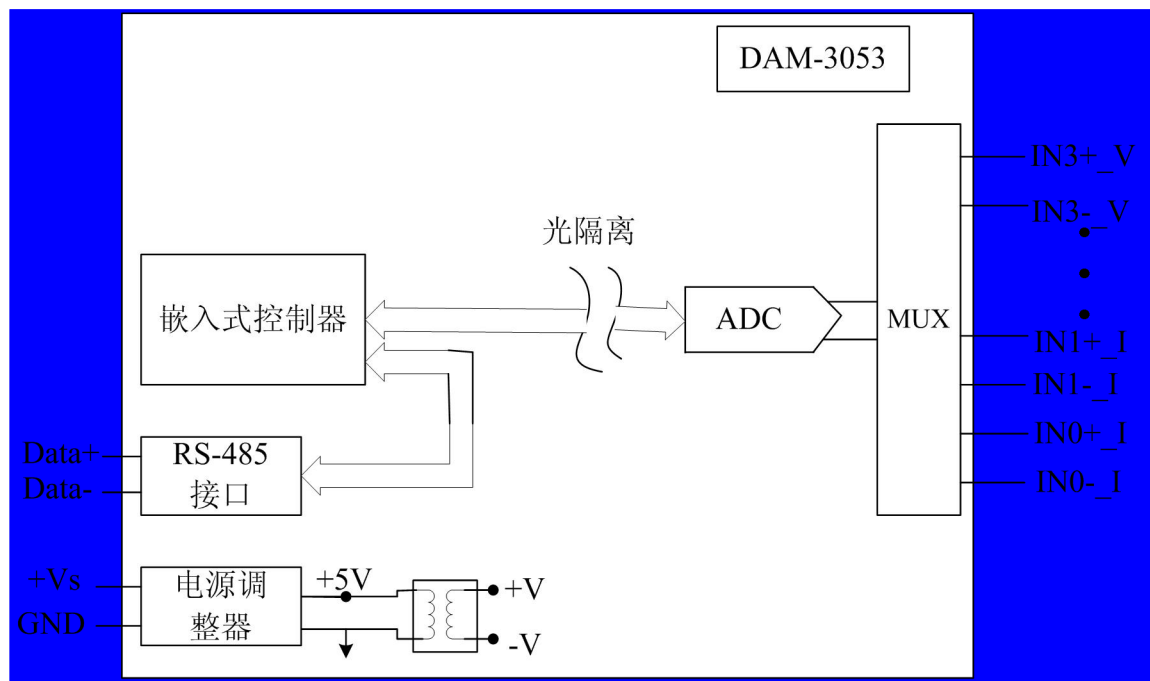 DAM-3053
IN3+_V
IN3-_V
光隔离
嵌入式控制器
ADC
MUX
IN1+_I
IN1-_I
IN0+_I
IN0-_I
Data+
Data-
RS-485
接口
+Vs
GND
电源调
整器
+5V
+V
-V